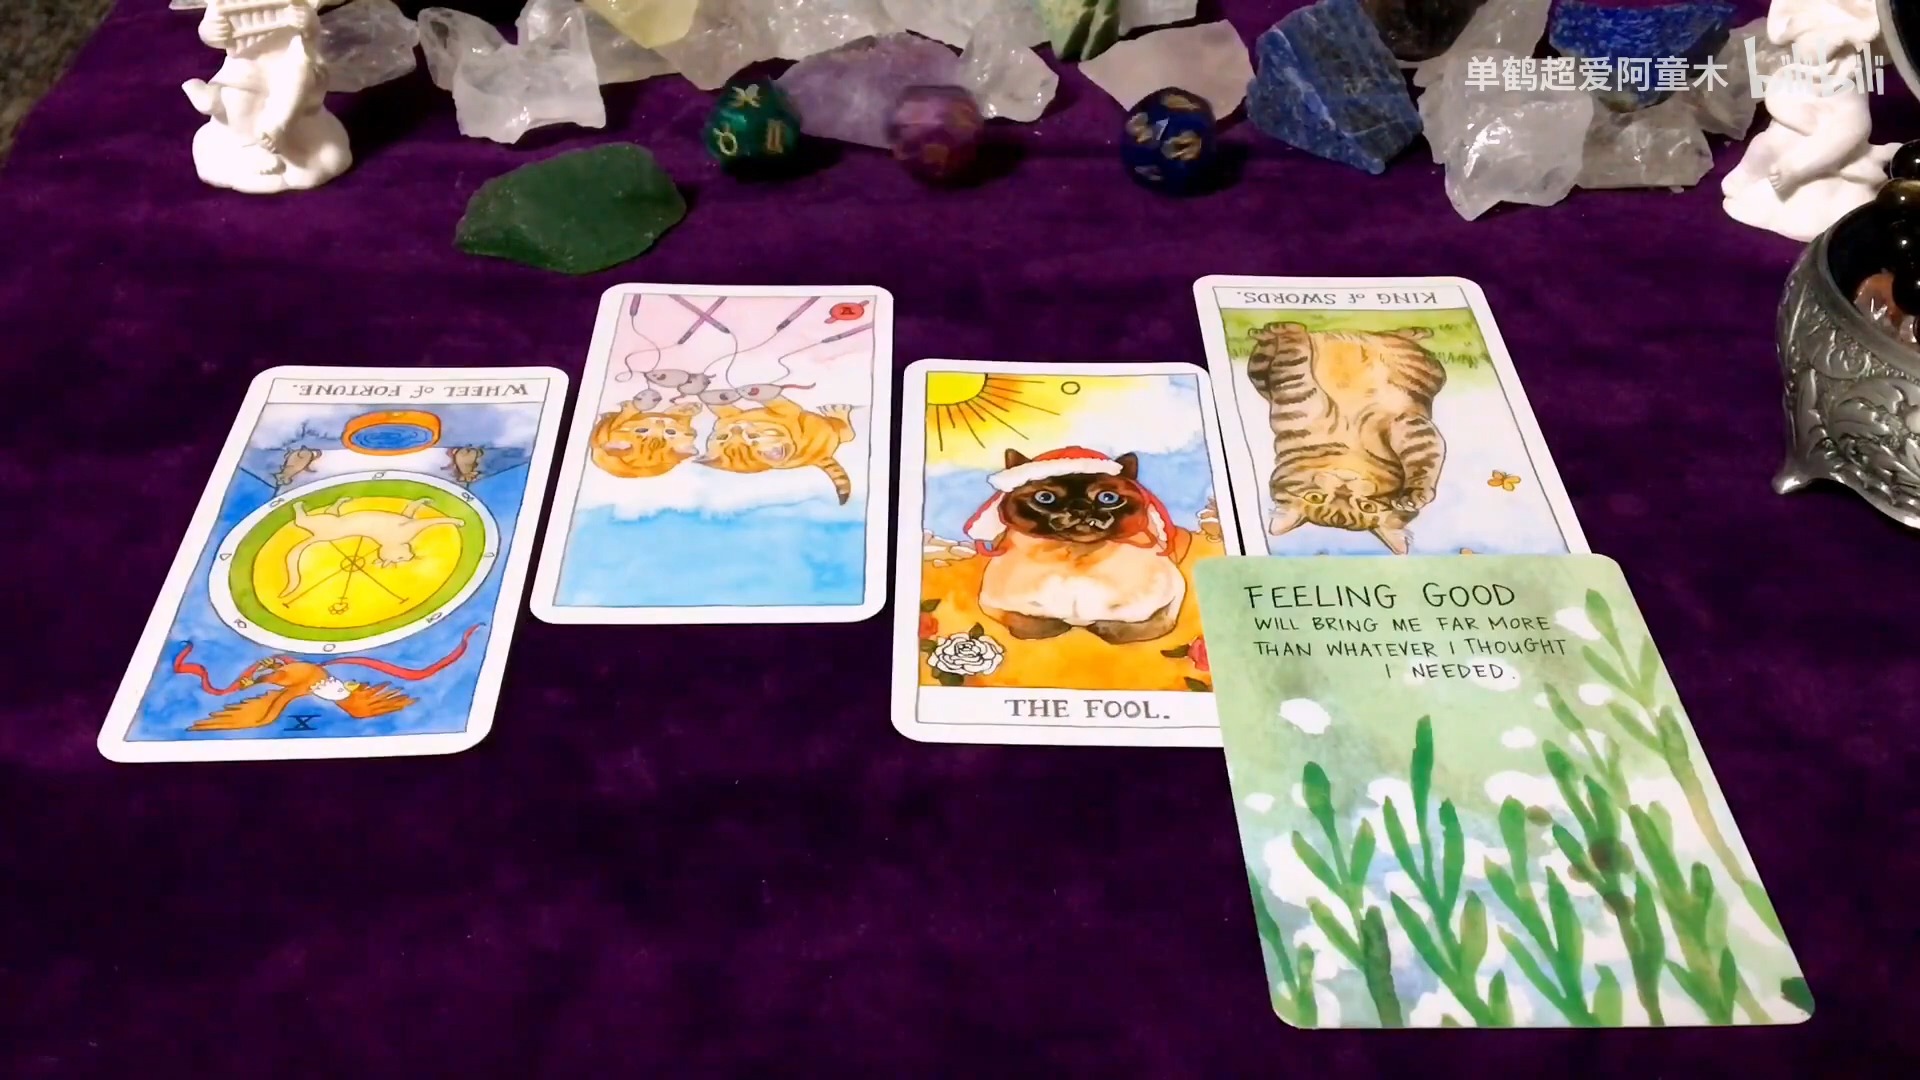 单鹤超爱阿童木 bilibili
WHEEL of FORTUNE.
X
V
THE FOOL.
KING of SWORDS.
FEELING GOOD
WILL BRING ME FAR MORE
THAN WHATEVER I THOUGHT
I NEEDED.